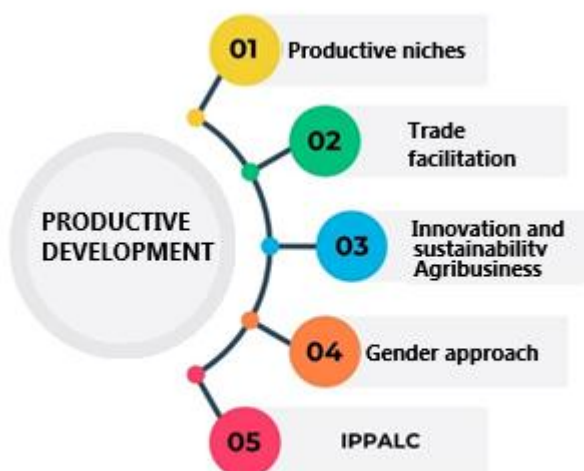 01
Productive niches
02
Trade
facilitation
PRODUCTIVE
DEVELOPMENT
03
Innovation and
sustainability
Agribusiness
04
Gender approach
05
IPPALC